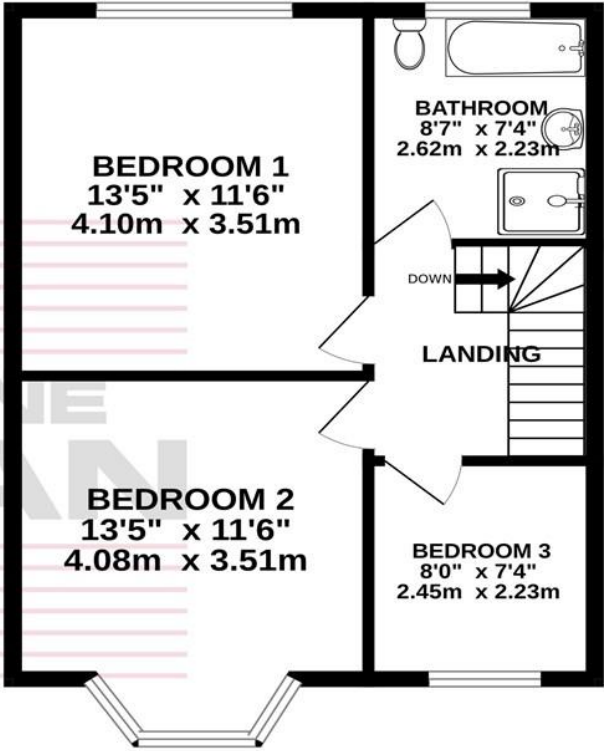 BATHROOM
8'7" x 7'4"
2.62m x 2.23m
BEDROOM 1
13'5" x 11'6"
4.10m x 3.51m
DOWN
LANDING
BEDROOM 2
13'5" x 11'6"
4.08m x 3.51m
BEDROOM 3
8'0" x 7'4"
2.45m x 2.23m